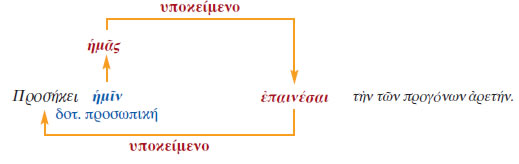 υποκείμενο
ἡμᾶς
Προσήκει ἡμῖν ἐπαινέσαι τὴν τῶν προγόνων ἀρετήν.
δοτ. προσωπική
υποκείμενο